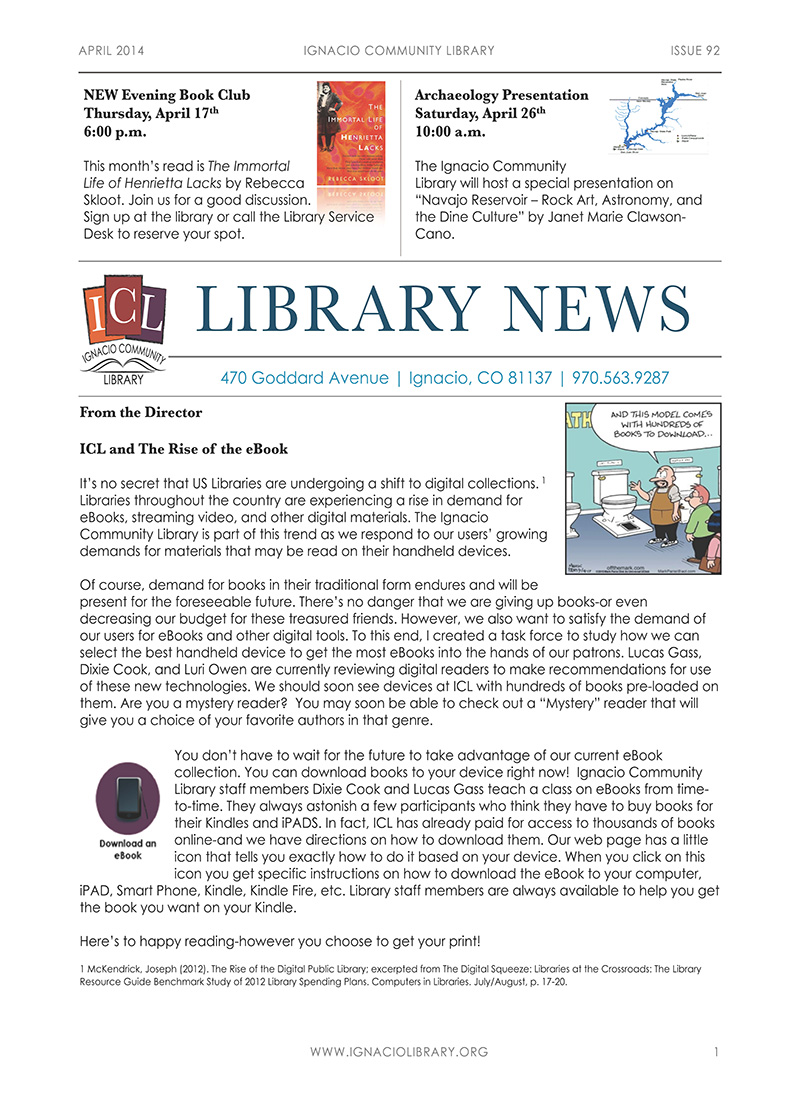 APRIL 2014 IGNACIO COMMUNITY LIBRARY ISSUE 92
NEW Evening Book Club
Thursday, April 17th
6:00 p.m.
This month's read is The Immortal
Life of Henrietta Lacks by Rebecca
Skloot. Join us for a good discussion.
Sign up at the library or call the Library Service
Desk to reserve your spot.
THE
IMMORTAL LIFE
OF
HENRIETTA
LACKS
REBECCA SKLOOT
Archaeology Presentation
Saturday, April 26th
10:00 a.m.
The Ignacio Community
Library will host a special presentation on
“Navajo Reservoir – Rock Art, Astronomy, and
the Dine Culture” by Janet Marie Clawson-
Cano.
ICL
IGNACIO COMMUNITY
LIBRARY
LIBRARY NEWS
470 Goddard Avenue | Ignacio, CO 81137 | 970.563.9287
From the Director
ICL and The Rise of the eBook
It's no secret that US Libraries are undergoing a shift to digital collections. 1
Libraries throughout the country are experiencing a rise in demand for
eBooks, streaming video, and other digital materials. The Ignacio
Community Library is part of this trend as we respond to our users' growing
demands for materials that may be read on their handheld devices.
ATH
AND THIS MODEL COMES
WITH HUNDREDS OF
BOOKS TO DOWNLOAD...
offthemark.com
Of course, demand for books in their traditional form endures and will be
present for the foreseeable future. There's no danger that we are giving up books-or even
decreasing our budget for these treasured friends. However, we also want to satisfy the demand of
our users for eBooks and other digital tools. To this end, I created a task force to study how we can
select the best handheld device to get the most eBooks into the hands of our patrons. Lucas Gass,
Dixie Cook, and Luri Owen are currently reviewing digital readers to make recommendations for use
of these new technologies. We should soon see devices at ICL with hundreds of books pre-loaded on
them. Are you a mystery reader?  You may soon be able to check out a “Mystery” reader that will
give you a choice of your favorite authors in that genre.
Download an
eBook
You don't have to wait for the future to take advantage of our current eBook
collection. You can download books to your device right now!  Ignacio Community
Library staff members Dixie Cook and Lucas Gass teach a class on eBooks from time-
to-time. They always astonish a few participants who think they have to buy books for
their Kindles and iPADS. In fact, ICL has already paid for access to thousands of books
online-and we have directions on how to download them. Our web page has a little
icon that tells you exactly how to do it based on your device. When you click on this
icon you get specific instructions on how to download the eBook to your computer,
iPAD, Smart Phone, Kindle, Kindle Fire, etc. Library staff members are always available to help you get
the book you want on your Kindle.
Here's to happy reading-however you choose to get your print!
1 McKendrick, Joseph (2012). The Rise of the Digital Public Library; excerpted from The Digital Squeeze: Libraries at the Crossroads: The Library
Resource Guide Benchmark Study of 2012 Library Spending Plans. Computers in Libraries. July/August, p. 17-20.
WWW.IGNACIOLIBRARY.ORG 1